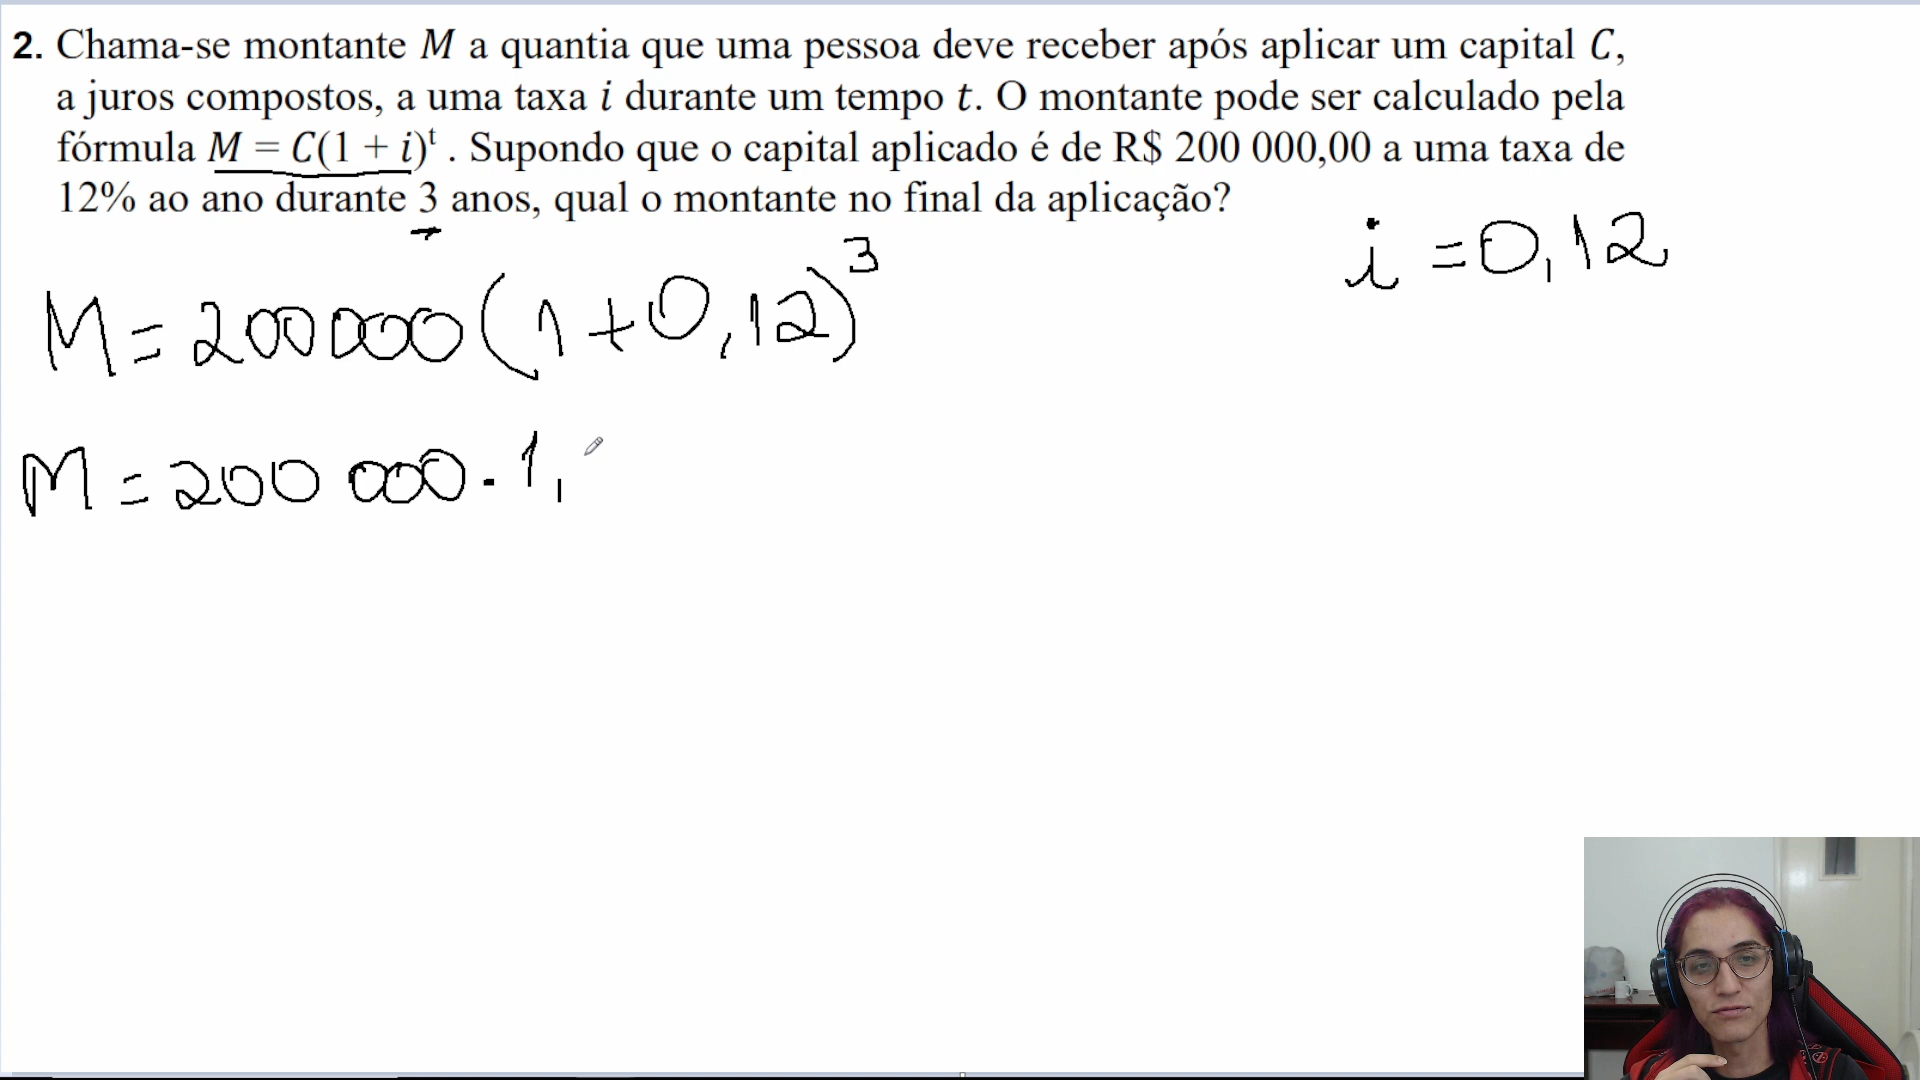 2. Chama-se montante M a quantia que uma pessoa deve receber após aplicar um capital C,
a juros compostos, a uma taxa i durante um tempo t. O montante pode ser calculado pela
fórmula M = C(1 + i)ᵗ . Supondo que o capital aplicado é de R$ 200 000,00 a uma taxa de
12% ao ano durante 3 anos, qual o montante no final da aplicação?
i = 0,12
M = 200 000 (1 + 0,12)³
M = 200 000 . 1,